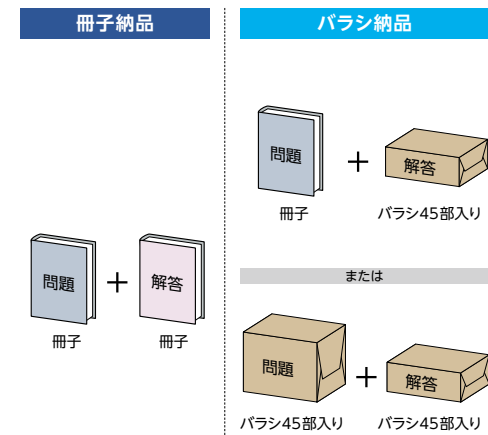 冊子納品
問題
解答
冊子
冊子
バラシ納品
問題
解答
冊子
バラシ45部入り
または
問題
解答
バラシ45部入り
バラシ45部入り